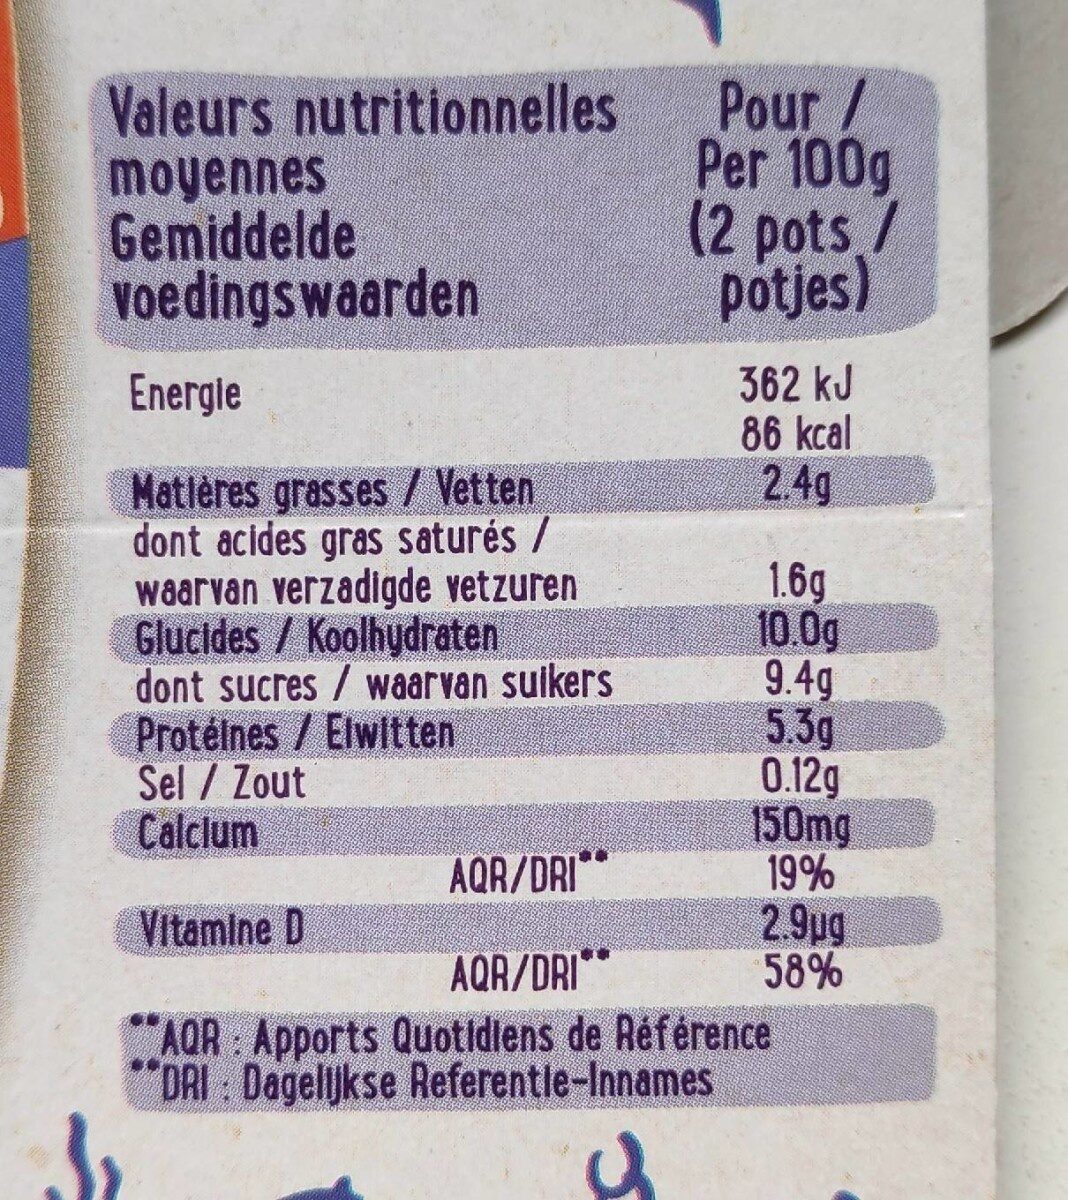 Valeurs nutritionnelles Pour /
moyennes Per 100g
Gemiddelde (2 pots /
voedingswaarden potjes)
Energie 362 kJ
86 kcal
Matières grasses / Vetten 2.4g
dont acides gras saturés /
waarvan verzadigde vetzuren 1.6g
Glucides / Koolhydraten 10.0g
dont sucres / waarvan suikers 9.4g
Protéines / Eiwitten 5.3g
Sel / Zout 0.12g
Calcium 150mg
AQR/DRI** 19%
Vitamine D 2.9µg
AQR/DRI** 58%
**AQR : Apports Quotidiens de Référence
**DRI : Dagelijkse Referentie-Innames